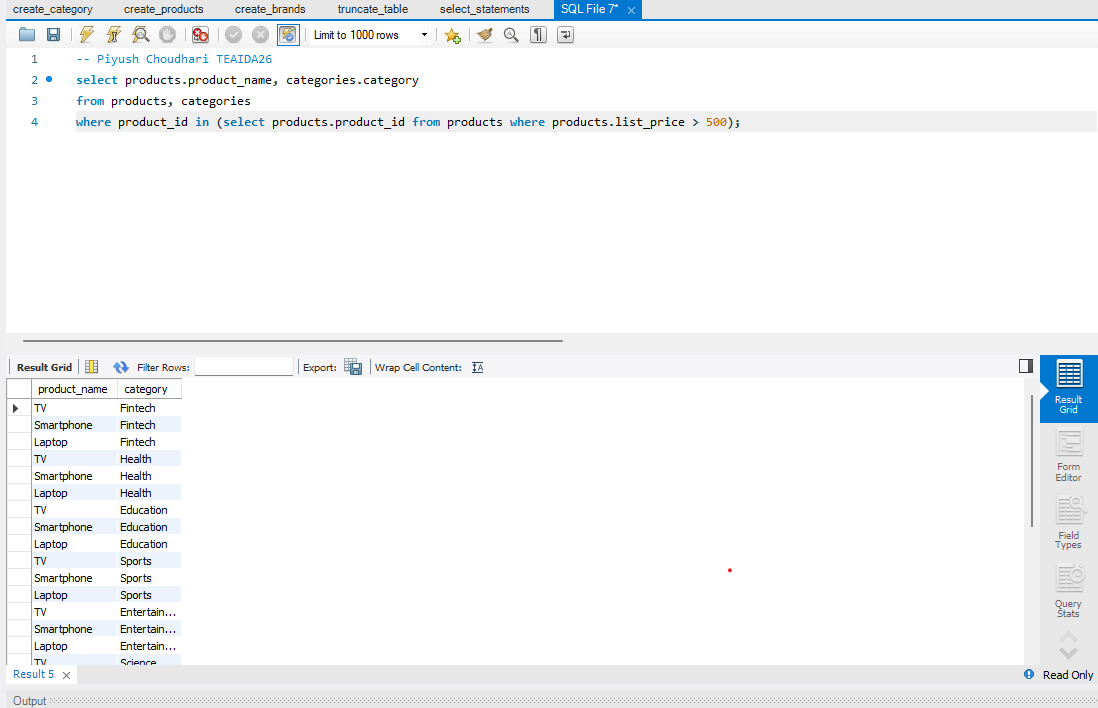 create_category create_products create_brands truncate_table select_statements SQL File 7*
Limit to 1000 rows
1 -- Piyush Choudhari TEAIDA26
2 select products.product_name, categories.category
3 from products, categories
4 where product_id in (select products.product_id from products where products.list_price > 500);
Result Grid Filter Rows: Export: Wrap Cell Content:
product_name category
TV Fintech
Smartphone Fintech
Laptop Fintech
TV Health
Smartphone Health
Laptop Health
TV Education
Smartphone Education
Laptop Education
TV Sports
Smartphone Sports
Laptop Sports
TV Entertain...
Smartphone Entertain...
Laptop Entertain...
TV Science
Result
Grid
Form
Editor
Field
Types
Query
Stats
Result 5 Read Only
Output